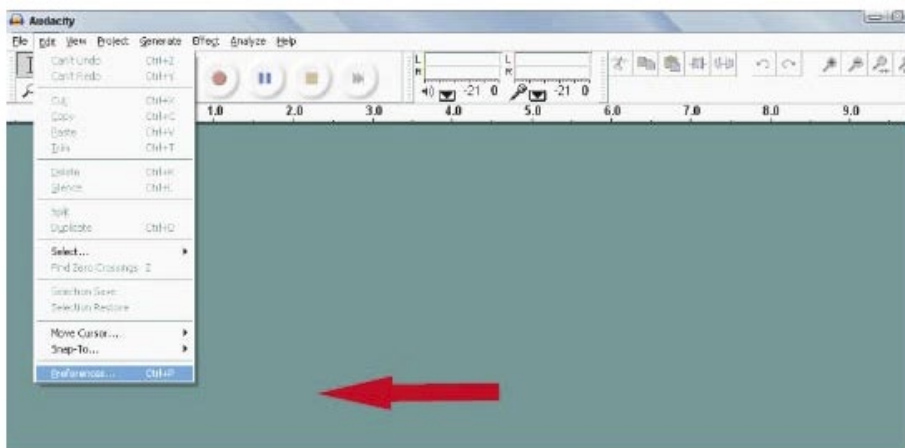 Audacity
File Edit View Project Generate Effect Analyze Help
Can't Undo Ctrl+Z
Can't Redo Ctrl+Y
Cut Ctrl+X
Copy Ctrl+C
Paste Ctrl+V
Trim Ctrl+T
Delete Ctrl+K
Silence Ctrl+L
Split
Duplicate Ctrl+D
Select...
Find Zero Crossings Z
Selection Save
Selection Restore
Move Cursor...
Snap-To...
Preferences... Ctrl+P
L
R
-21 0
L
R
-21 0
1.0 2.0 3.0 4.0 5.0 6.0 7.0 8.0 9.0